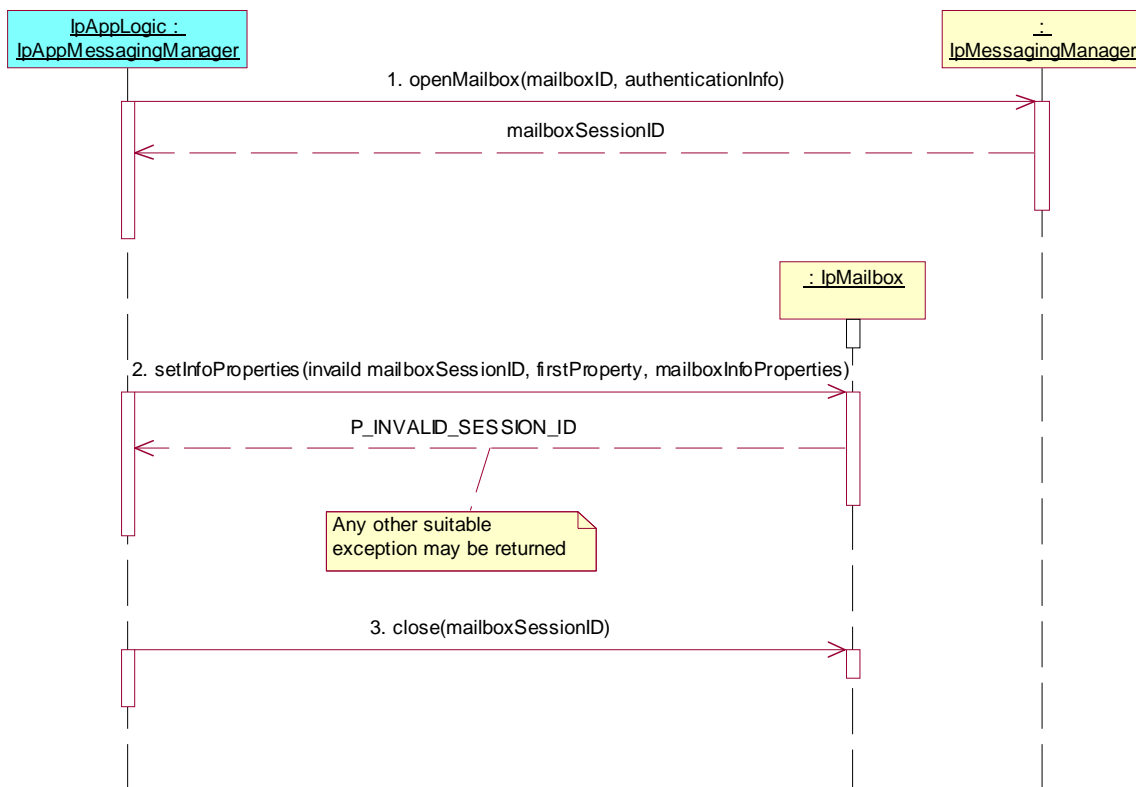 IpAppLogic :
IpAppMessagingManager
:
IpMessagingManager
1. openMailbox(mailboxID, authenticationInfo)
mailboxSessionID
: IpMailbox
2. setInfoProperties(invaild mailboxSessionID, firstProperty, mailboxInfoProperties)
P_INVALID_SESSION_ID
Any other suitable
exception may be returned
3. close(mailboxSessionID)